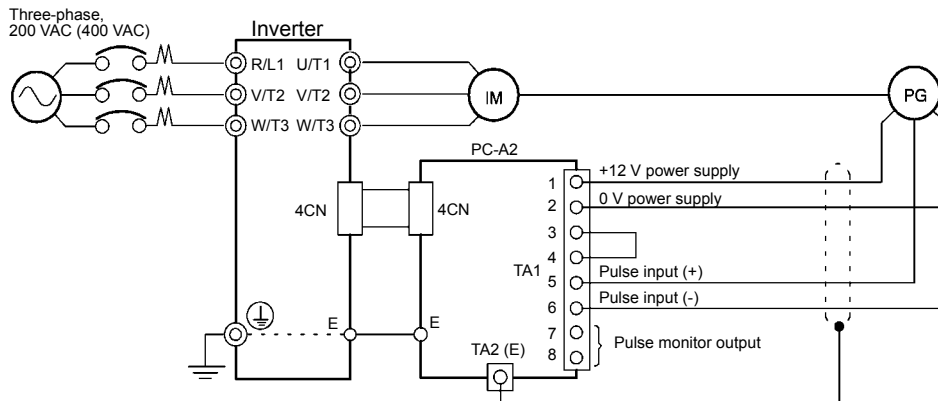 Three-phase,
200 VAC (400 VAC)
Inverter
R/L1 U/T1
V/T2 V/T2
W/T3 W/T3
IM
PG
PC-A2
4CN
4CN
TA1
1 +12 V power supply
2 0 V power supply
3
4
5 Pulse input (+)
6 Pulse input (-)
7
8
Pulse monitor output
E
E
TA2 (E)